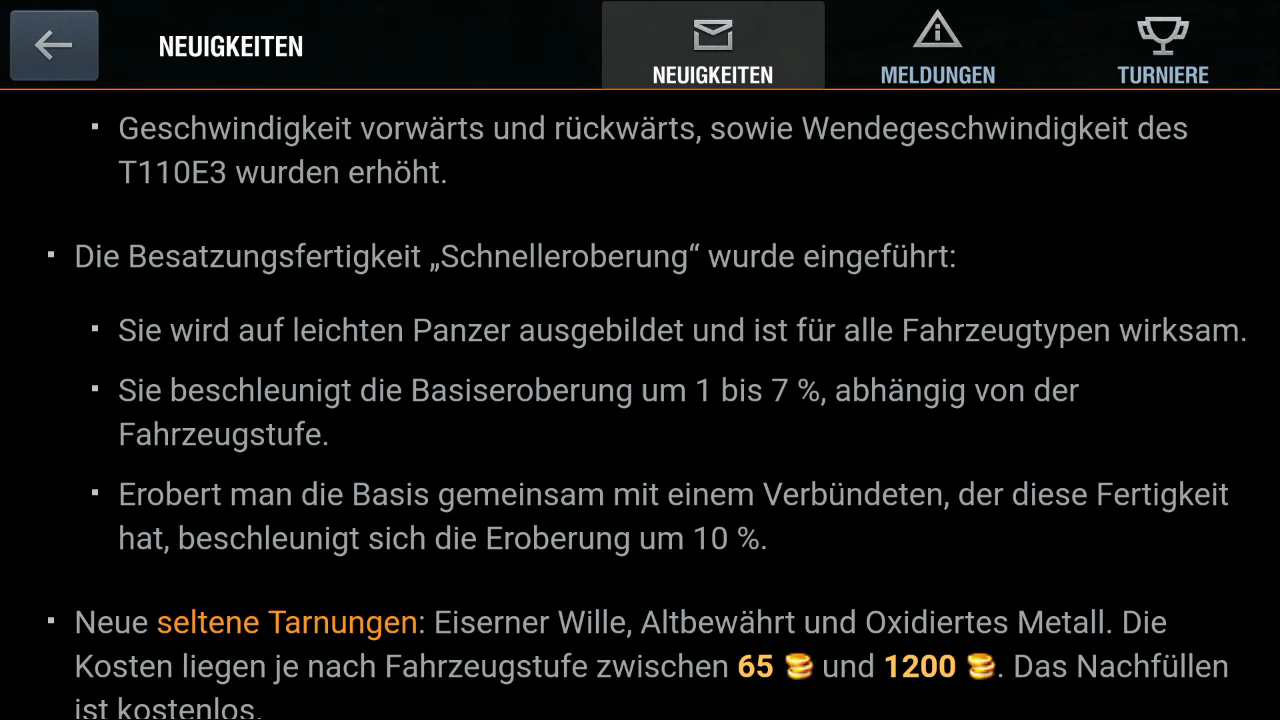 NEUIGKEITEN
NEUIGKEITEN
MELDUNGEN
TURNIERE
▪ Geschwindigkeit vorwärts und rückwärts, sowie Wendegeschwindigkeit des
T110E3 wurden erhöht.
▪ Die Besatzungsfertigkeit „Schnelleroberung“ wurde eingeführt:
▪ Sie wird auf leichten Panzer ausgebildet und ist für alle Fahrzeugtypen wirksam.
▪ Sie beschleunigt die Basiseroberung um 1 bis 7 %, abhängig von der
Fahrzeugstufe.
▪ Erobert man die Basis gemeinsam mit einem Verbündeten, der diese Fertigkeit
hat, beschleunigt sich die Eroberung um 10 %.
▪ Neue seltene Tarnungen: Eiserner Wille, Altbewährt und Oxidiertes Metall. Die
Kosten liegen je nach Fahrzeugstufe zwischen 65 und 1200 . Das Nachfüllen
ist kostenlos.